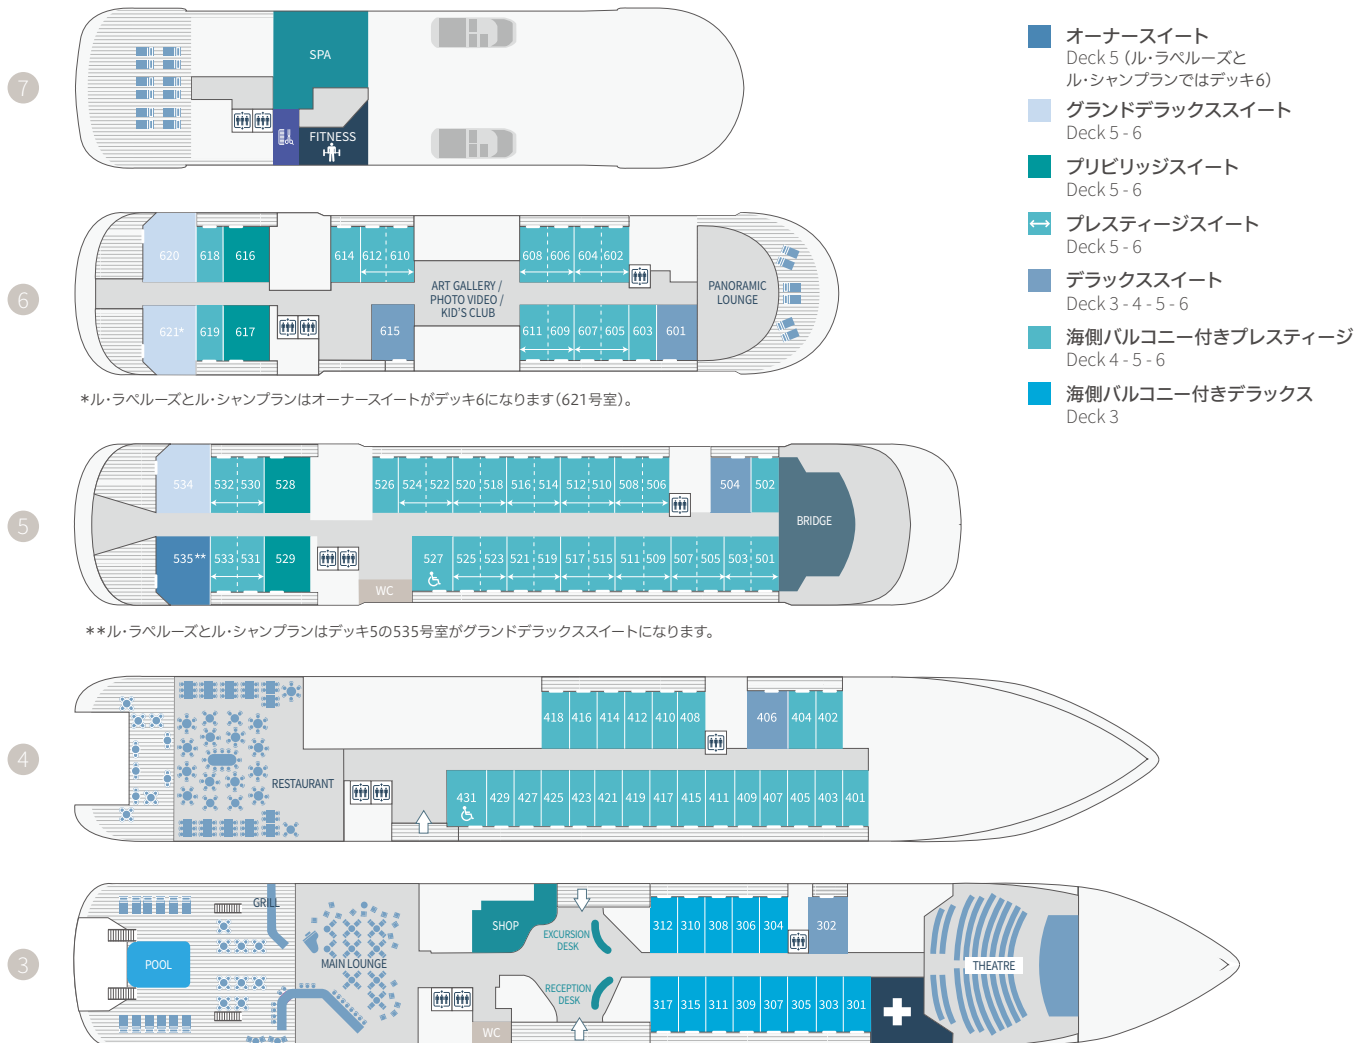 7
SPA
FITNESS
オーナースイート
Deck 5 (ル・ラペルーズと
ル・シャンプランではデッキ6)
グランドデラックススイート
Deck 5 - 6
プリビリッジスイート
Deck 5 - 6
プレスティージスイート
Deck 5 - 6
デラックススイート
Deck 3 - 4 - 5 - 6
海側バルコニー付きプレスティージ
Deck 4 - 5 - 6
海側バルコニー付きデラックス
Deck 3
6
620 618 616 614 612 610 608 606 604 602
ART GALLERY /
PHOTO VIDEO /
KID'S CLUB
PANORAMIC
LOUNGE
621* 619 617 615 611 609 607 605 603 601
*ル・ラペルーズとル・シャンプランはオーナースイートがデッキ6になります(621号室)。
5
534 532 530 528 526 524 522 520 518 516 514 512 510 508 506 504 502
BRIDGE
535** 533 531 529 527 525 523 521 519 517 515 511 509 507 505 503 501
WC
**ル・ラペルーズとル・シャンプランはデッキ5の535号室がグランドデラックススイートになります。
4
418 416 414 412 410 408 406 404 402
RESTAURANT
431 429 427 425 423 421 419 417 415 411 409 407 405 403 401
3
GRILL
POOL
MAIN LOUNGE
SHOP
EXCURSION
DESK
RECEPTION
DESK
WC
312 310 308 306 304 302
317 315 311 309 307 305 303 301
THEATRE